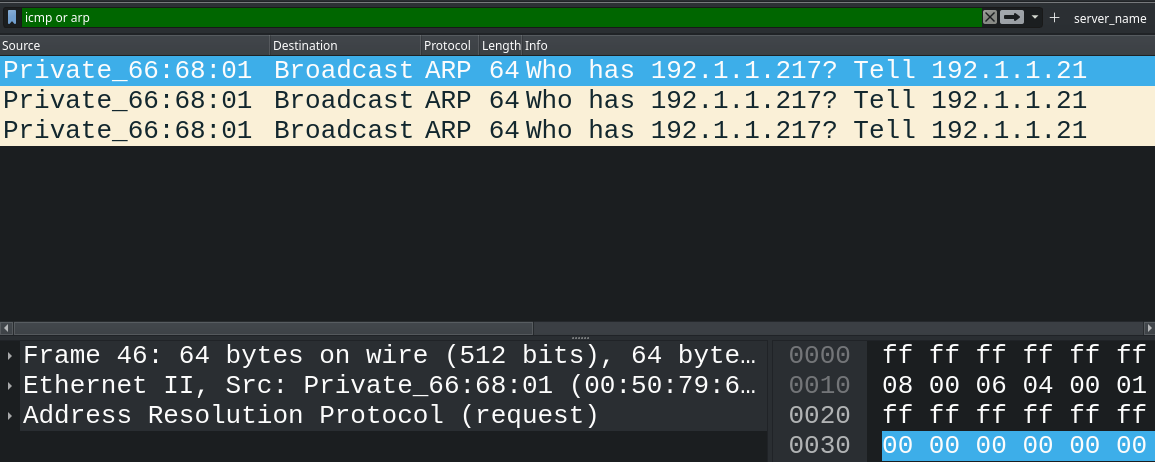 icmp or arp server_name
Source Destination Protocol Length Info
Private_66:68:01 Broadcast ARP 64 Who has 192.1.1.217? Tell 192.1.1.21
Private_66:68:01 Broadcast ARP 64 Who has 192.1.1.217? Tell 192.1.1.21
Private_66:68:01 Broadcast ARP 64 Who has 192.1.1.217? Tell 192.1.1.21
Frame 46: 64 bytes on wire (512 bits), 64 byte…
Ethernet II, Src: Private_66:68:01 (00:50:79:6…
Address Resolution Protocol (request)
0000 ff ff ff ff ff ff
0010 08 00 06 04 00 01
0020 ff ff ff ff ff ff
0030 00 00 00 00 00 00